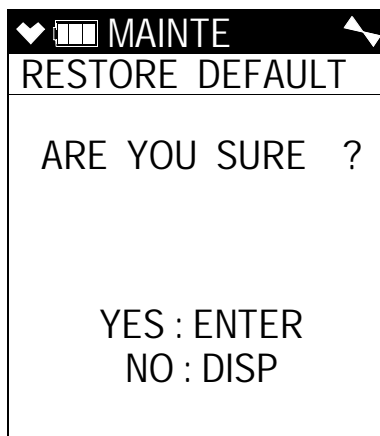 MAINTE
RESTORE DEFAULT
ARE YOU SURE ?
YES : ENTER
NO : DISP